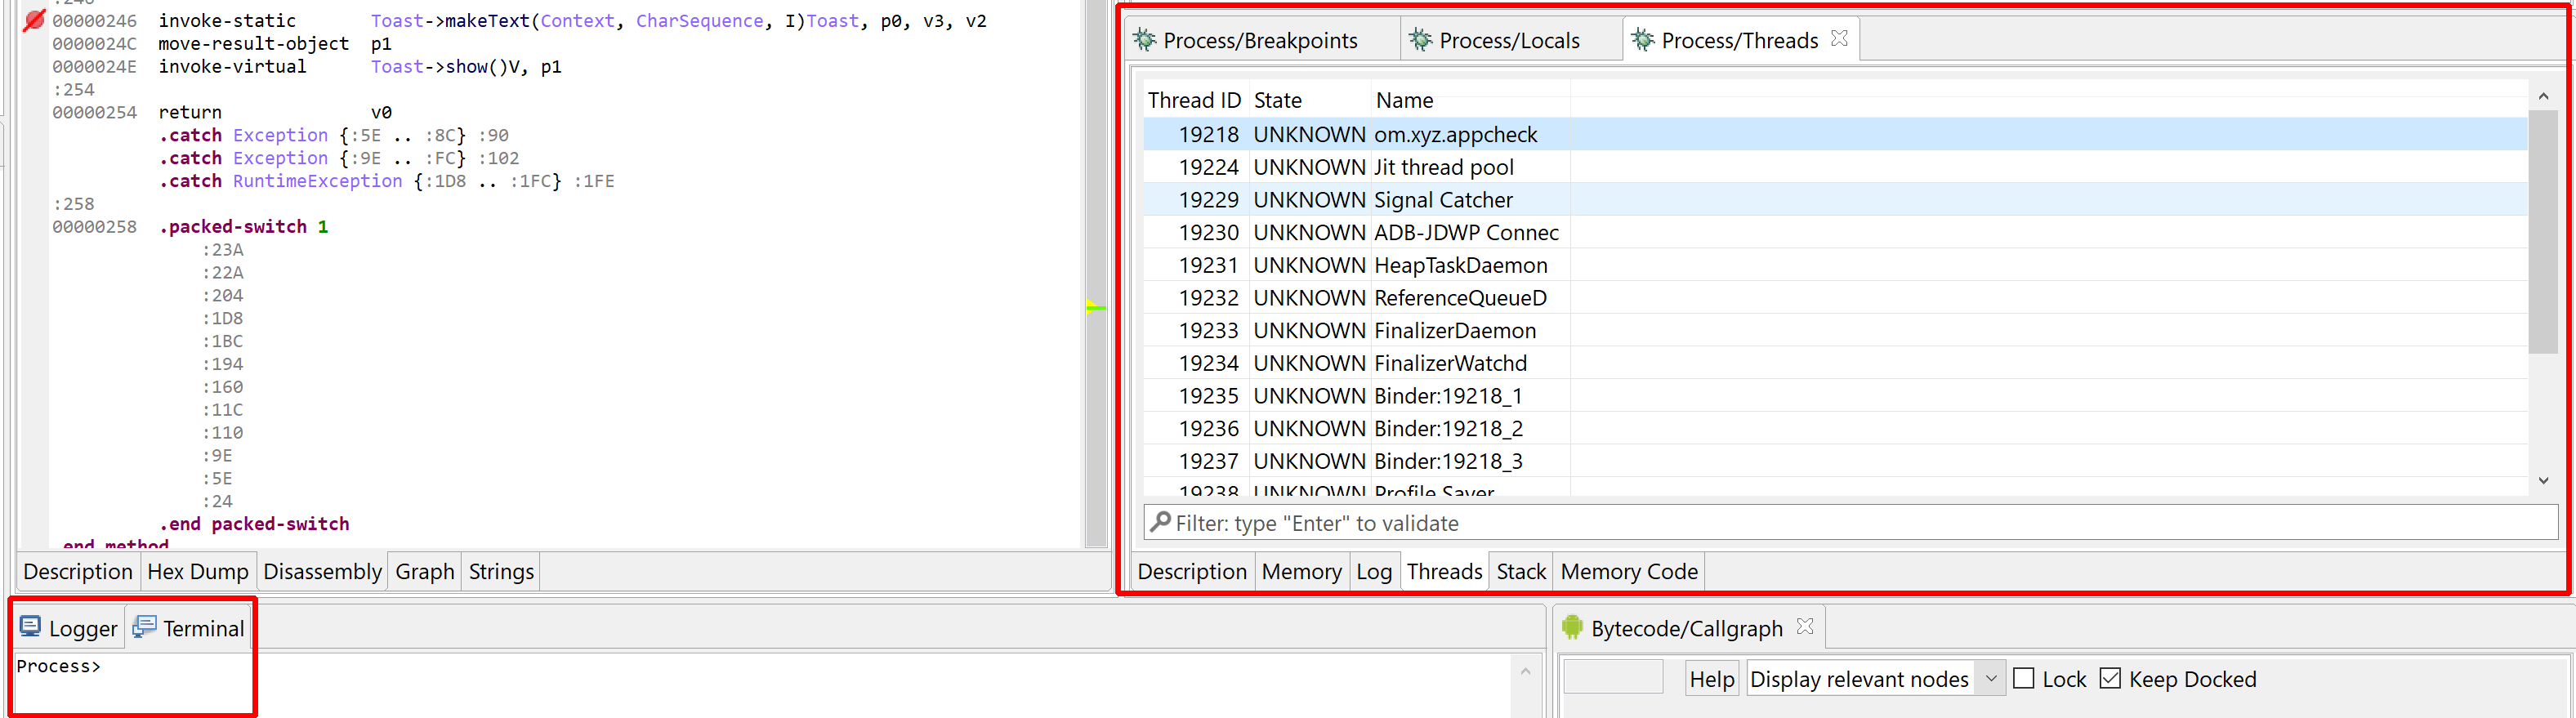 :240
00000246 invoke-static Toast->makeText(Context, CharSequence, I)Toast, p0, v3, v2
0000024C move-result-object p1
0000024E invoke-virtual Toast->show()V, p1
:254
00000254 return v0
.catch Exception {:5E .. :8C} :90
.catch Exception {:9E .. :FC} :102
.catch RuntimeException {:1D8 .. :1FC} :1FE
:258
00000258 .packed-switch 1
:23A
:22A
:204
:1D8
:1BC
:194
:160
:11C
:110
:9E
:5E
:24
.end packed-switch
.end method
Description Hex Dump Disassembly Graph Strings
Process/Breakpoints Process/Locals Process/Threads
Thread ID State Name
19218 UNKNOWN om.xyz.appcheck
19224 UNKNOWN Jit thread pool
19229 UNKNOWN Signal Catcher
19230 UNKNOWN ADB-JDWP Connec
19231 UNKNOWN HeapTaskDaemon
19232 UNKNOWN ReferenceQueueD
19233 UNKNOWN FinalizerDaemon
19234 UNKNOWN FinalizerWatchd
19235 UNKNOWN Binder:19218_1
19236 UNKNOWN Binder:19218_2
19237 UNKNOWN Binder:19218_3
19238 UNKNOWN Profile Saver
Filter: type "Enter" to validate
Description Memory Log Threads Stack Memory Code
Logger Terminal
Process>
Bytecode/Callgraph
Help Display relevant nodes Lock Keep Docked